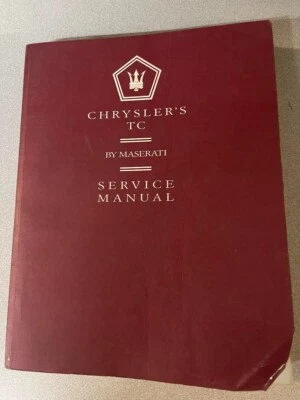 CHRYSLER'S
TC
BY MASERATI
SERVICE
MANUAL